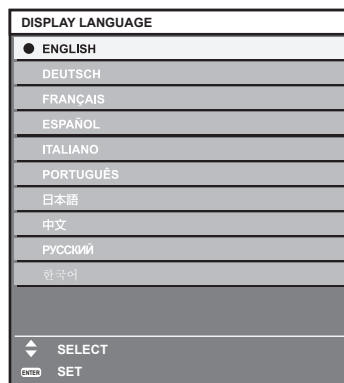 DISPLAY LANGUAGE
ENGLISH
DEUTSCH
FRANÇAIS
ESPAÑOL
ITALIANO
PORTUGUÊS
日本語
中文
РУССКИЙ
한국어
SELECT
ENTER SET